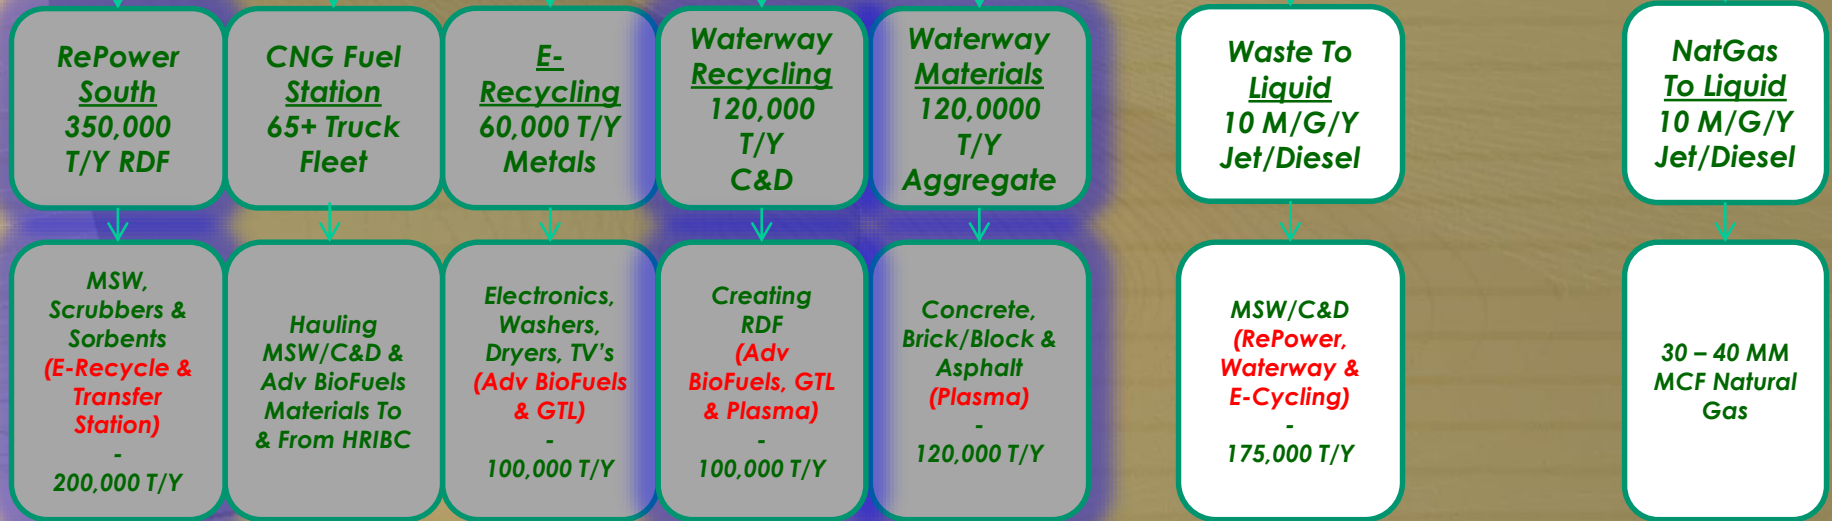 RePower
South
350,000
T/Y RDF
CNG Fuel
Station
65+ Truck
Fleet
E-
Recycling
60,000 T/Y
Metals
Waterway
Recycling
120,000
T/Y
C&D
Waterway
Materials
120,0000
T/Y
Aggregate
Waste To
Liquid
10 M/G/Y
Jet/Diesel
NatGas
To Liquid
10 M/G/Y
Jet/Diesel
MSW,
Scrubbers &
Sorbents
(E-Recycle &
Transfer
Station)
-
200,000 T/Y
Hauling
MSW/C&D &
Adv BioFuels
Materials To
& From HRIBC
Electronics,
Washers,
Dryers, TV's
(Adv BioFuels
& GTL)
-
100,000 T/Y
Creating
RDF
(Adv
BioFuels, GTL
& Plasma)
-
100,000 T/Y
Concrete,
Brick/Block &
Asphalt
(Plasma)
-
120,000 T/Y
MSW/C&D
(RePower,
Waterway &
E-Cycling)
-
175,000 T/Y
30 – 40 MM
MCF Natural
Gas